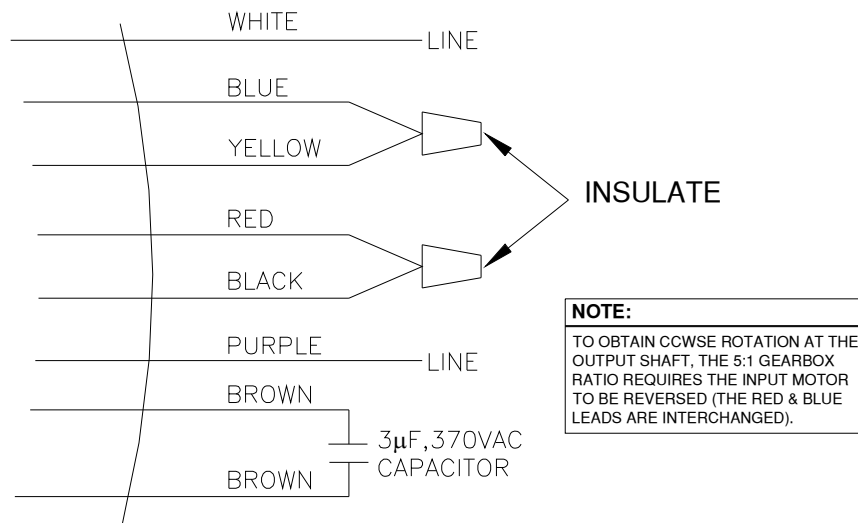 WHITE
LINE
BLUE
YELLOW
INSULATE
RED
BLACK
PURPLE
LINE
BROWN
3µF,370VAC
CAPACITOR
BROWN
NOTE:
TO OBTAIN CCWSE ROTATION AT THE
OUTPUT SHAFT, THE 5:1 GEARBOX
RATIO REQUIRES THE INPUT MOTOR
TO BE REVERSED (THE RED & BLUE
LEADS ARE INTERCHANGED).